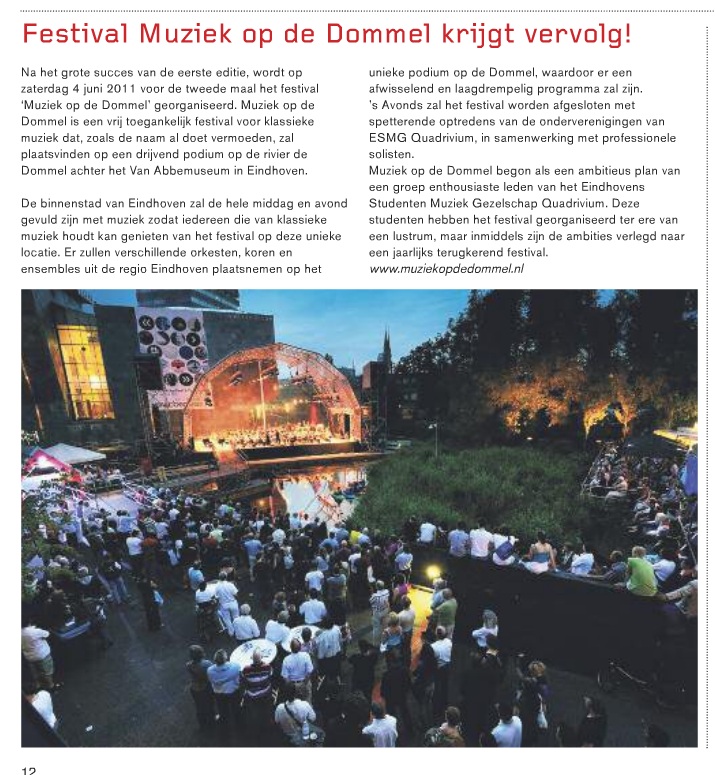 Festival Muziek op de Dommel krijgt vervolg!
Na het grote succes van de eerste editie, wordt op
zaterdag 4 juni 2011 voor de tweede maal het festival
‘Muziek op de Dommel’ georganiseerd. Muziek op de
Dommel is een vrij toegankelijk festival voor klassieke
muziek dat, zoals de naam al doet vermoeden, zal
plaatsvinden op een drijvend podium op de rivier de
Dommel achter het Van Abbemuseum in Eindhoven.
De binnenstad van Eindhoven zal de hele middag en avond
gevuld zijn met muziek zodat iedereen die van klassieke
muziek houdt kan genieten van het festival op deze unieke
locatie. Er zullen verschillende orkesten, koren en
ensembles uit de regio Eindhoven plaatsnemen op het
unieke podium op de Dommel, waardoor er een
afwisselend en laagdrempelig programma zal zijn.
’s Avonds zal het festival worden afgesloten met
spetterende optredens van de onderverenigingen van
ESMG Quadrivium, in samenwerking met professionele
solisten.
Muziek op de Dommel begon als een ambitieus plan van
een groep enthousiaste leden van het Eindhovens
Studenten Muziek Gezelschap Quadrivium. Deze
studenten hebben het festival georganiseerd ter ere van
een lustrum, maar inmiddels zijn de ambities verlegd naar
een jaarlijks terugkerend festival.
www.muziekopdedommel.nl
12